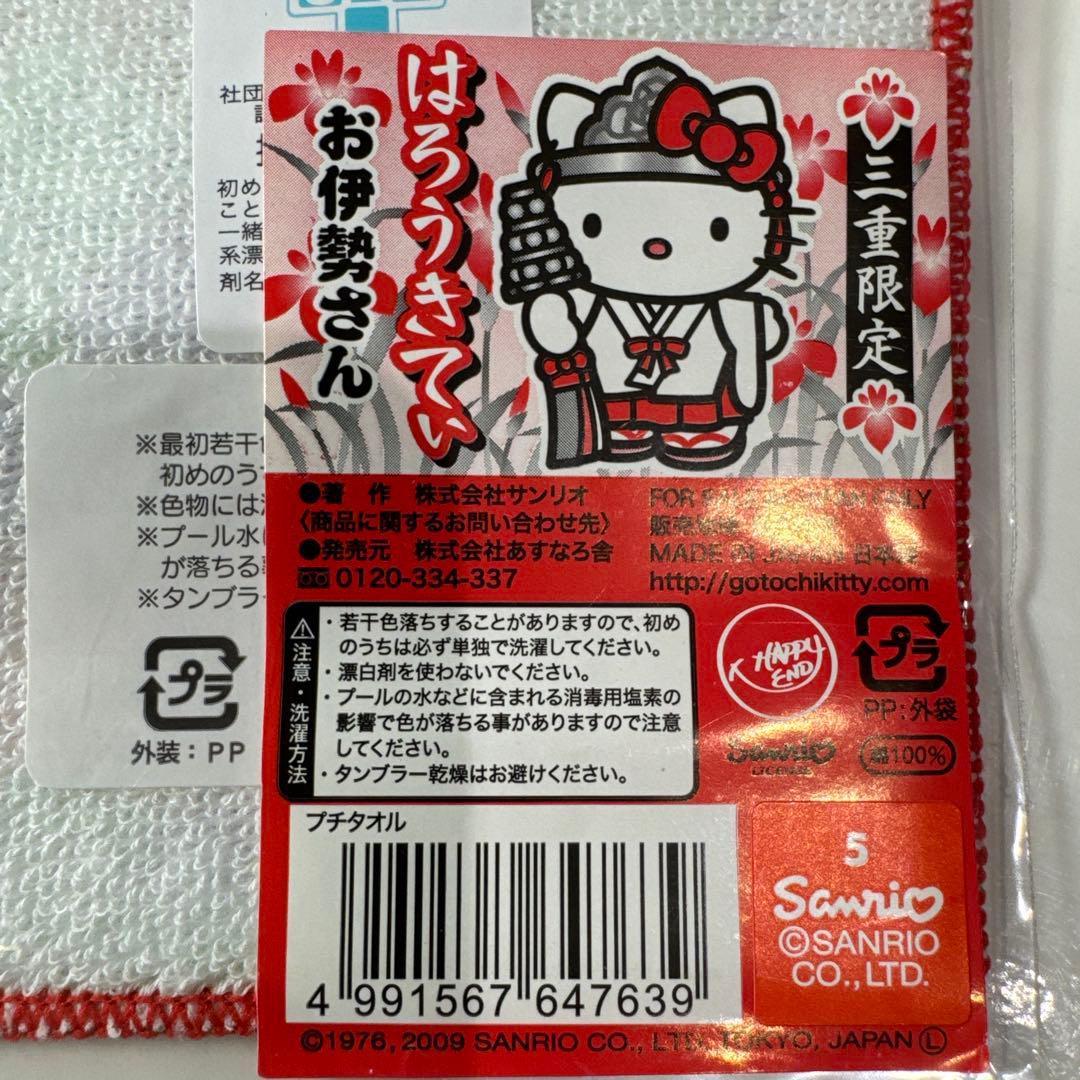 社団
初め
こと
一緒
系漂
剤名
※最初若干色
初めのうち
※色物には
※プール水に
が落ちる事
※タンブラー
プラ
外装：PP
はろうきてぃ
お伊勢さん
三重限定
●著 作 株式会社サンリオ
〈商品に関するお問い合わせ先〉
●発売元 株式会社あすなろ舎
0120-334-337
FOR SALE IN JAPAN ONLY
MADE IN JAPAN 日本製
http://gotochikitty.com
⚠注意・洗濯方法
・若干色落ちすることがありますので、初め
のうちは必ず単独で洗濯してください。
・漂白剤を使わないでください。
・プールの水などに含まれる消毒用塩素の
影響で色が落ちる事がありますので注意
してください。
・タンブラー乾燥はお避けください。
HAPPY
END
プラ
PP：外袋
Sanrio
LICENSE
綿100%
プチタオル
4 991567 647639
5
Sanrio
©SANRIO
CO.,LTD.
©1976, 2009 SANRIO CO., LTD. TOKYO, JAPAN Ⓛ